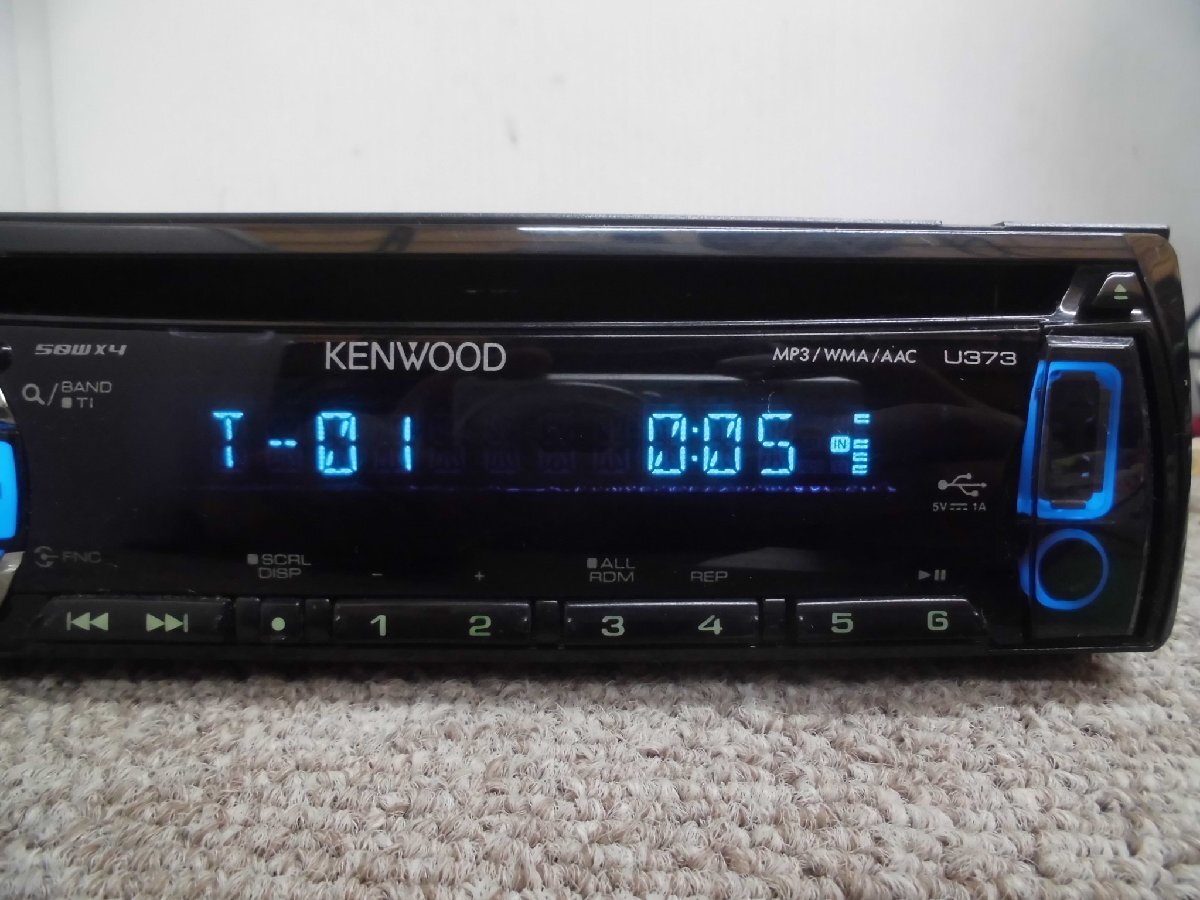 50W X4
KENWOOD
MP3/WMA/AAC U373
/BAND
TI
T-01 0:05 IN
5V 1A
FNC
SCRL
DISP
− +
ALL
RDM
REP
1 2 3 4 5 6